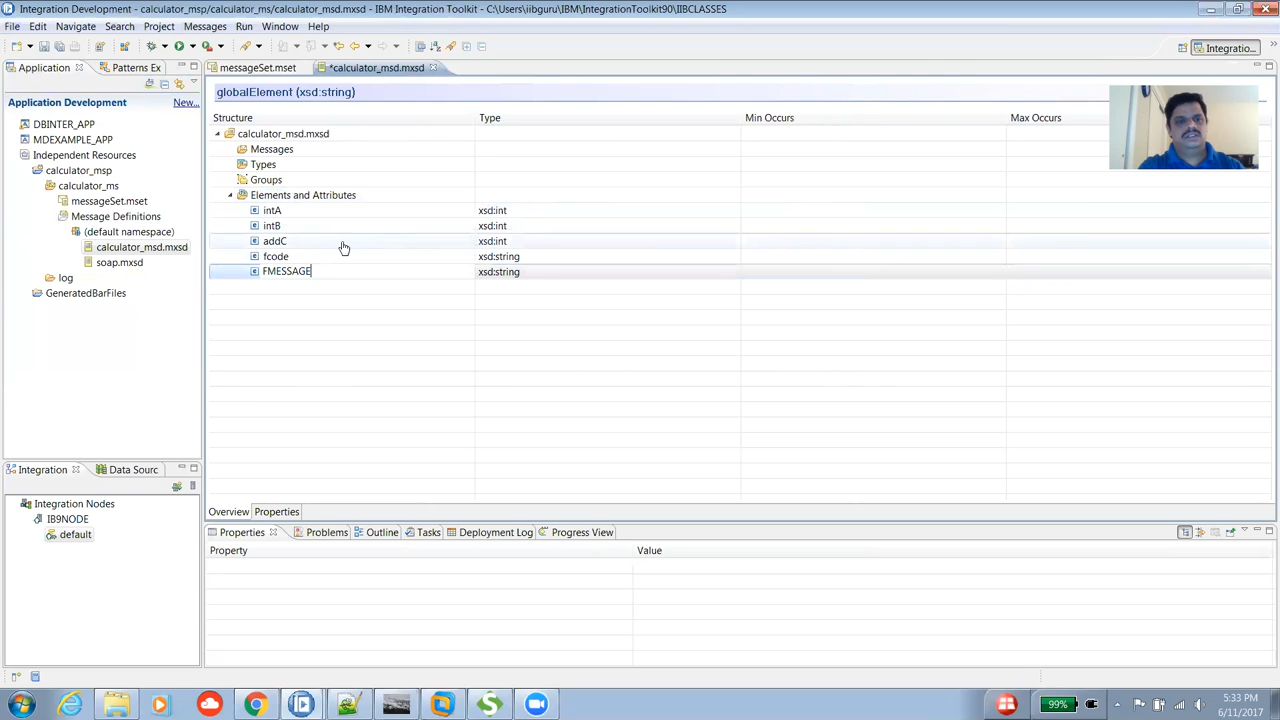 Integration Development - calculator_msp/calculator_ms/calculator_msd.mxsd - IBM Integration Toolkit - C:\Users\iibguru\IBM\IntegrationToolkit90\IIBCLASSES
File Edit Navigate Search Project Messages Run Window Help
Integratio...
Application Patterns Ex
messageSet.mset *calculator_msd.mxsd
Application Development New...
globalElement (xsd:string)
Structure Type Min Occurs Max Occurs
DBINTER_APP
MDEXAMPLE_APP
Independent Resources
calculator_msp
calculator_ms
messageSet.mset
Message Definitions
(default namespace)
calculator_msd.mxsd
soap.mxsd
log
GeneratedBarFiles
calculator_msd.mxsd
Messages
Types
Groups
Elements and Attributes
intA xsd:int
intB xsd:int
addC xsd:int
fcode xsd:string
FMESSAGE xsd:string
Overview Properties
Integration Data Sourc
Integration Nodes
IB9NODE
default
Properties Problems Outline Tasks Deployment Log Progress View
Property Value
99%
5:33 PM
6/11/2017